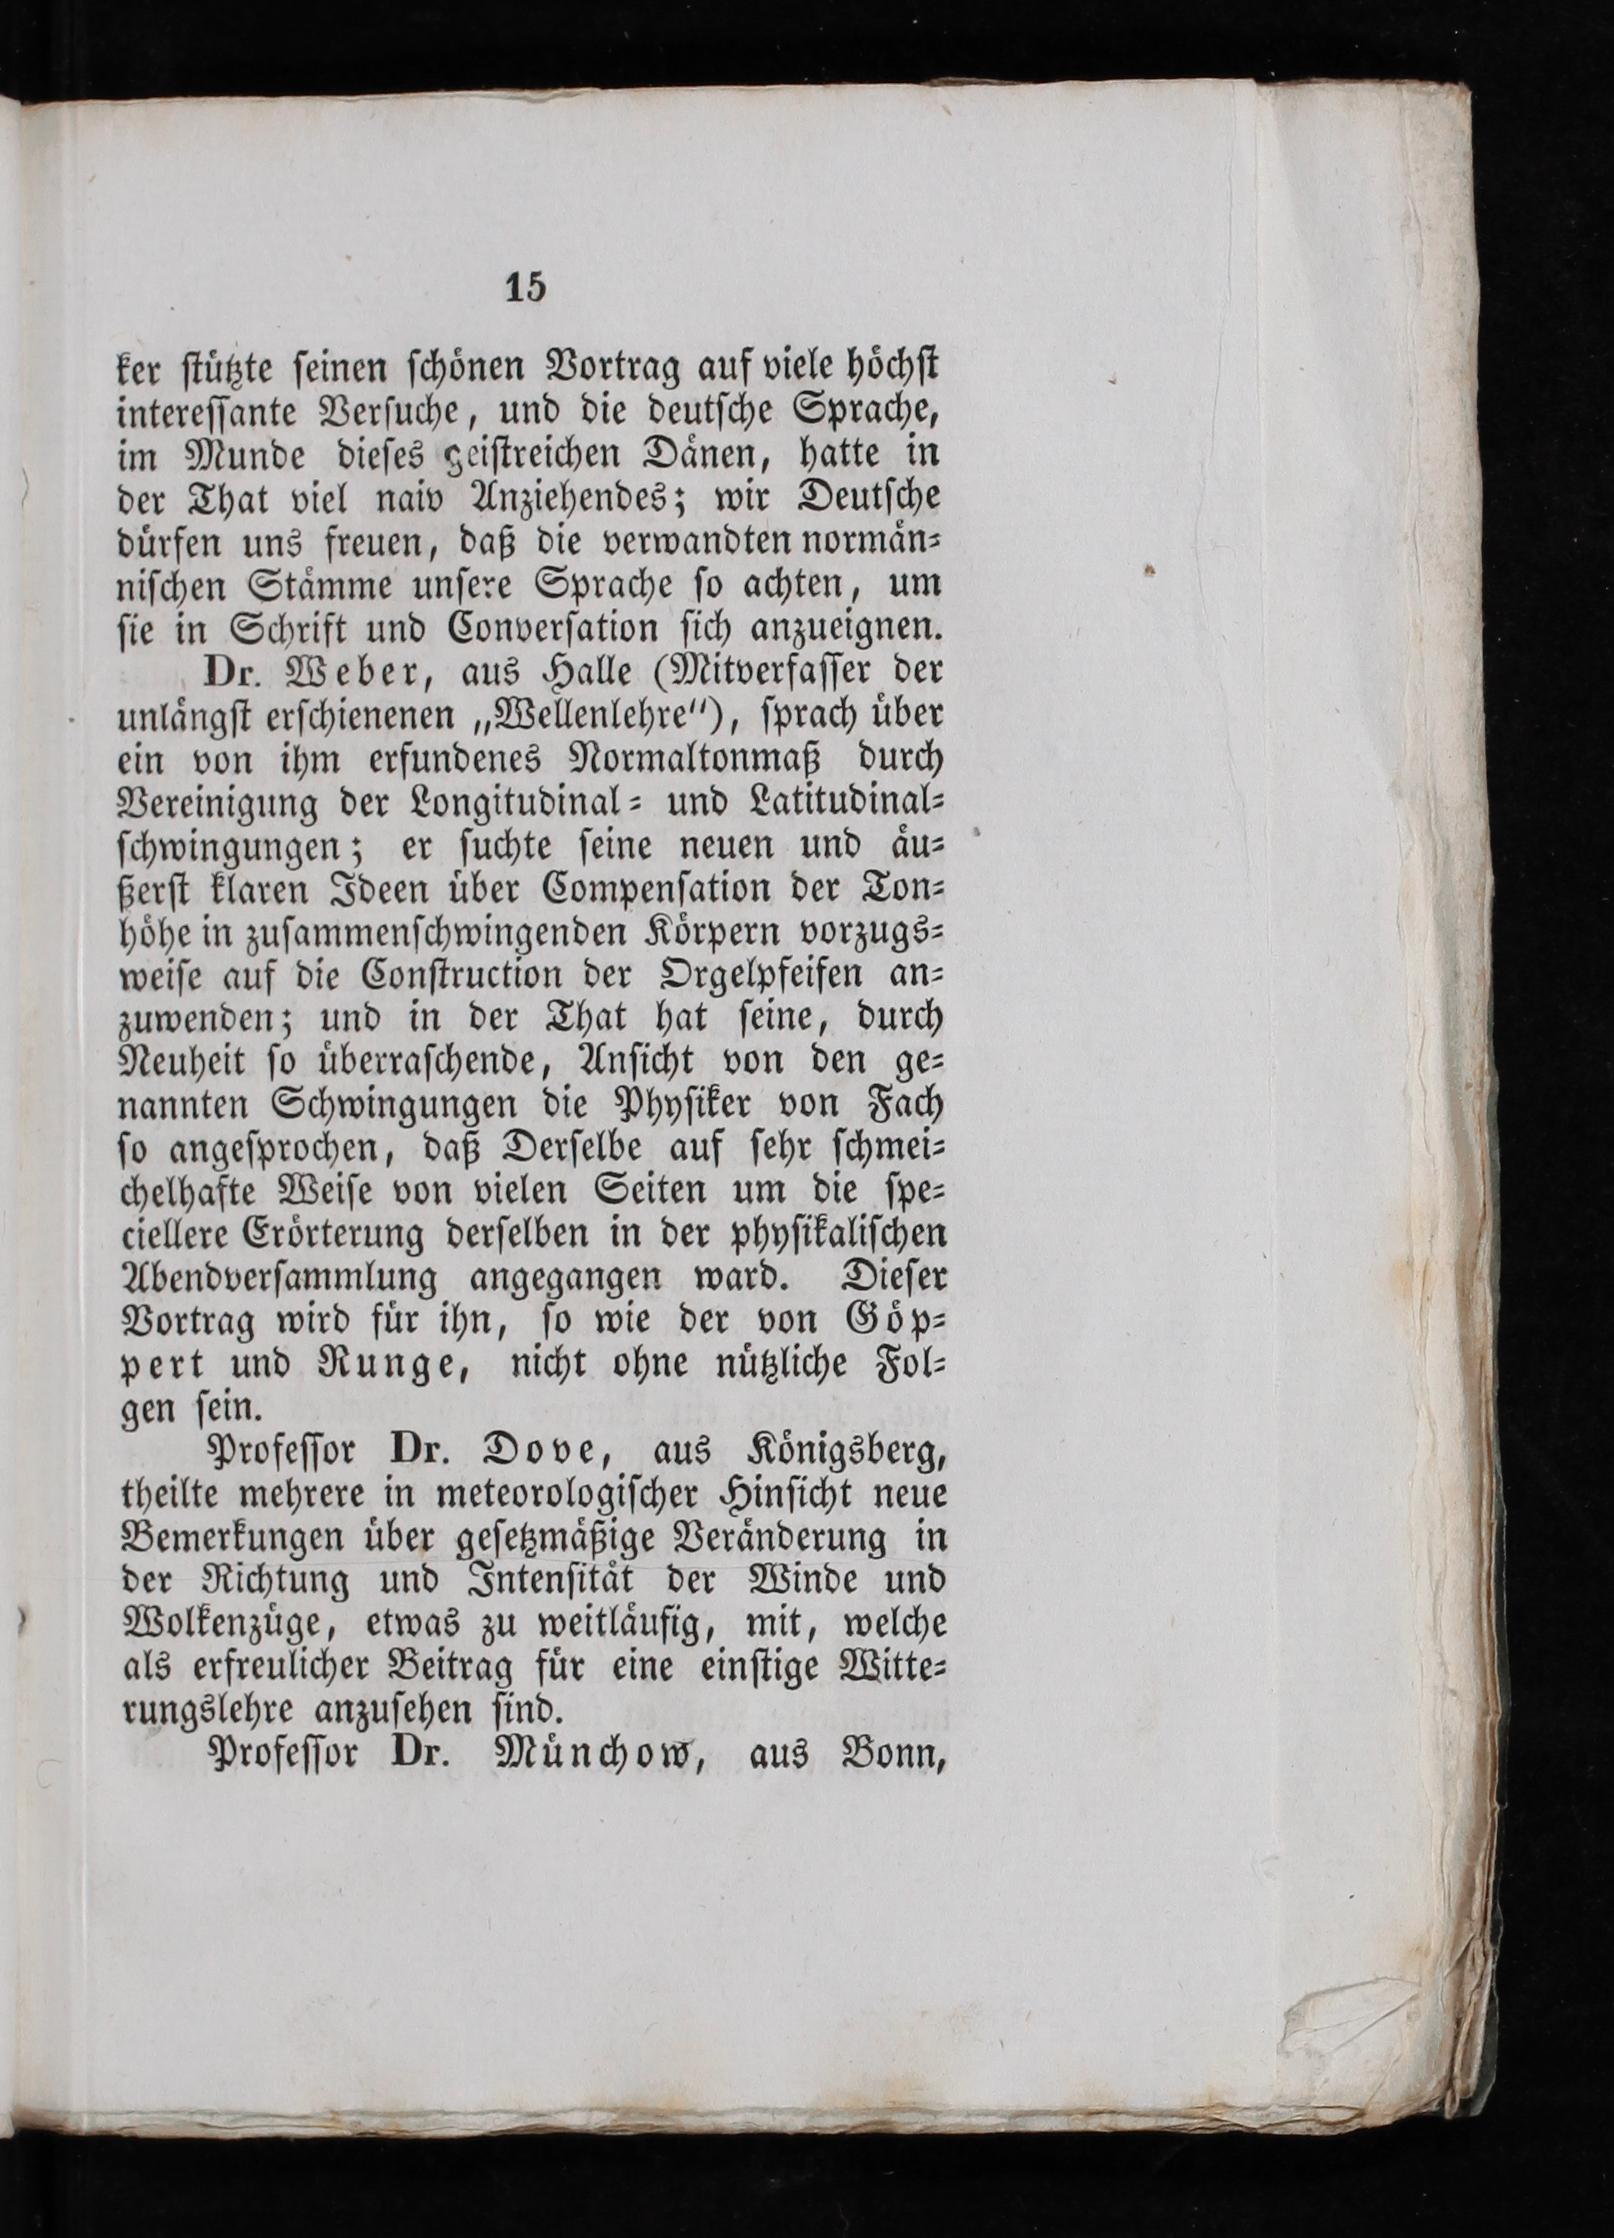 15
ker ſtützte ſeinen ſchönen Vortrag auf viele höchſt
intereſſante Verſuche, und die deutſche Sprache,
im Munde dieſes geiſtreichen Dänen, hatte in
der That viel naiv Anziehendes; wir Deutſche
dürfen uns freuen, daß die verwandten normän⸗
niſchen Stämme unſere Sprache ſo achten, um
ſie in Schrift und Converſation ſich anzueignen.
Dr. Weber, aus Halle (Mitverfaſſer der
unlängſt erſchienenen „Wellenlehre“), ſprach über
ein von ihm erfundenes Normaltonmaß durch
Vereinigung der Longitudinal⸗ und Latitudinal⸗
ſchwingungen; er ſuchte ſeine neuen und äu⸗
ßerſt klaren Ideen über Compenſation der Ton⸗
höhe in zuſammenſchwingenden Körpern vorzugs⸗
weiſe auf die Conſtruction der Orgelpfeifen an⸗
zuwenden; und in der That hat ſeine, durch
Neuheit ſo überraſchende, Anſicht von den ge⸗
nannten Schwingungen die Phyſiker von Fach
ſo angeſprochen, daß Derſelbe auf ſehr ſchmei⸗
chelhafte Weiſe von vielen Seiten um die ſpe⸗
ciellere Erörterung derſelben in der phyſikaliſchen
Abendverſammlung angegangen ward. Dieſer
Vortrag wird für ihn, ſo wie der von Göp⸗
pert und Runge, nicht ohne nützliche Fol⸗
gen ſein.
Profeſſor Dr. Dove, aus Königsberg,
theilte mehrere in meteorologiſcher Hinſicht neue
Bemerkungen über geſetzmäßige Veränderung in
der Richtung und Intenſität der Winde und
Wolkenzüge, etwas zu weitläufig, mit, welche
als erfreulicher Beitrag für eine einſtige Witte⸗
rungslehre anzuſehen ſind.
Profeſſor Dr. Münchow, aus Bonn,